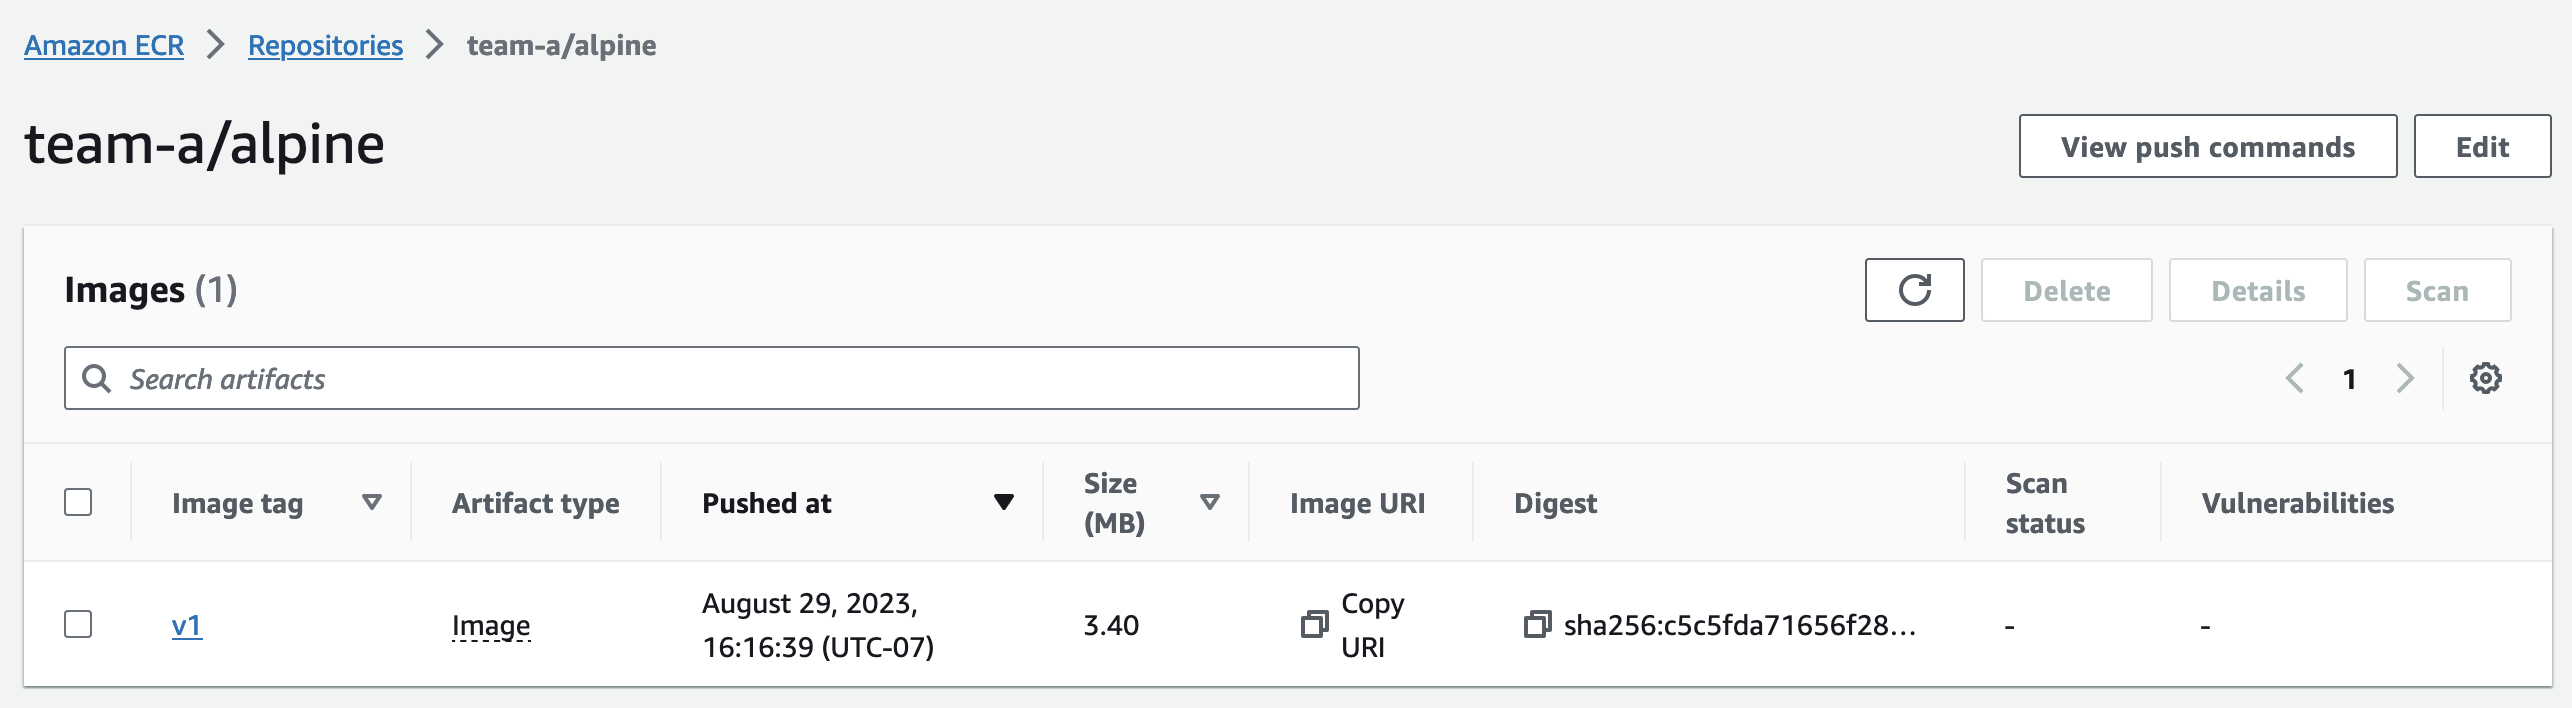 Amazon ECR > Repositories > team-a/alpine
team-a/alpine
View push commands
Edit
Images (1)
Delete
Details
Scan
Search artifacts
1
Image tag
Artifact type
Pushed at
Size
(MB)
Image URI
Digest
Scan
status
Vulnerabilities
v1
Image
August 29, 2023,
16:16:39 (UTC-07)
3.40
Copy
URI
sha256:c5c5fda71656f28...
-
-